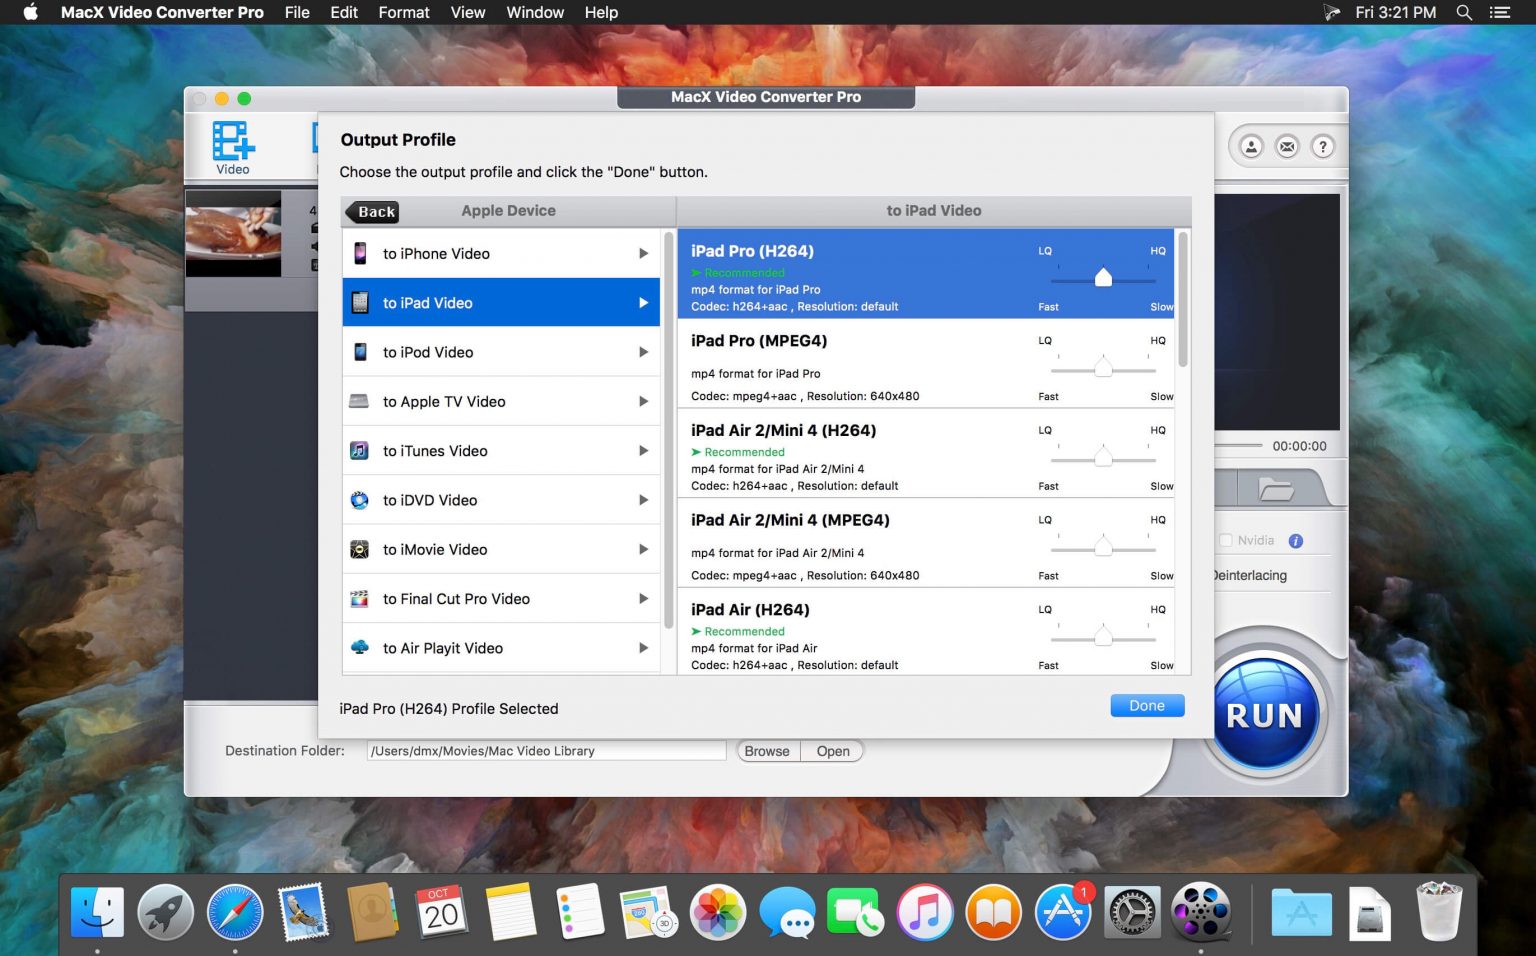 MacX Video Converter Pro File Edit Format View Window Help Fri 3:21 PM
MacX Video Converter Pro
Video
Output Profile
Choose the output profile and click the "Done" button.
Back Apple Device to iPad Video
to iPhone Video
to iPad Video
to iPod Video
to Apple TV Video
to iTunes Video
to iDVD Video
to iMovie Video
to Final Cut Pro Video
to Air Playit Video
iPad Pro (H264) LQ HQ
➤ Recommended
mp4 format for iPad Pro
Codec: h264+aac , Resolution: default Fast Slow
iPad Pro (MPEG4) LQ HQ
mp4 format for iPad Pro
Codec: mpeg4+aac , Resolution: 640x480 Fast Slow
iPad Air 2/Mini 4 (H264) LQ HQ
➤ Recommended
mp4 format for iPad Air 2/Mini 4
Codec: h264+aac , Resolution: default Fast Slow
iPad Air 2/Mini 4 (MPEG4) LQ HQ
mp4 format for iPad Air 2/Mini 4
Codec: mpeg4+aac , Resolution: 640x480 Fast Slow
iPad Air (H264) LQ HQ
➤ Recommended
mp4 format for iPad Air
Codec: h264+aac , Resolution: default Fast Slow
iPad Pro (H264) Profile Selected
Done
00:00:00
Nvidia
Deinterlacing
RUN
Destination Folder: /Users/dmx/Movies/Mac Video Library Browse Open
OCT
20
280
3D
1